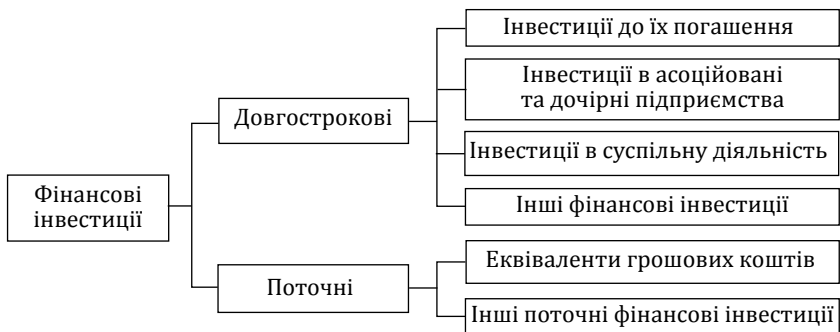 Інвестиції до їх погашення
Інвестиції в асоційовані
та дочірні підприємства
Довгострокові
Інвестиції в суспільну діяльність
Фінансові
інвестиції
Інші фінансові інвестиції
Еквіваленти грошових коштів
Поточні
Інші поточні фінансові інвестиції